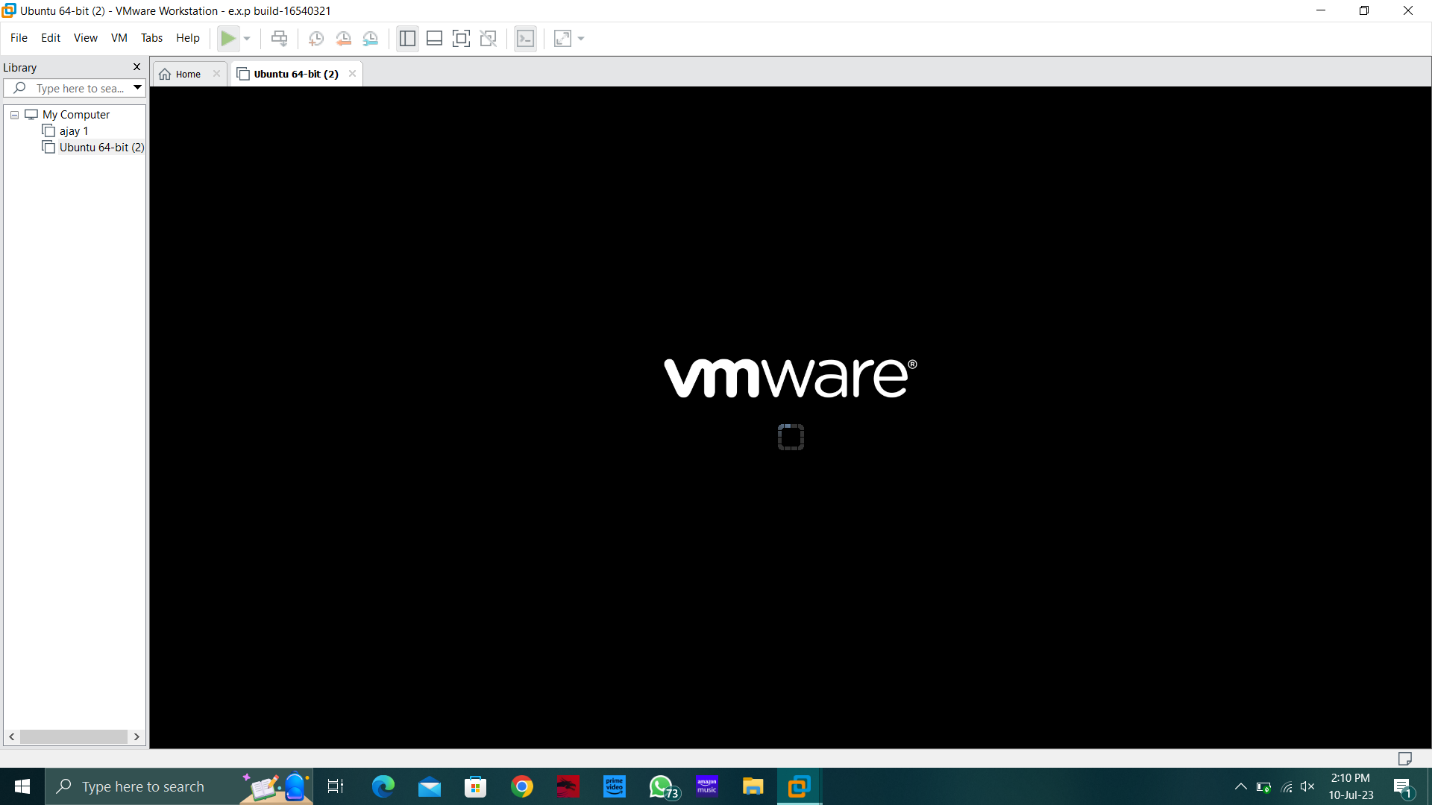 Ubuntu 64-bit (2) - VMware Workstation - e.x.p build-16540321
File Edit View VM Tabs Help
Library
Type here to sea...
Home
Ubuntu 64-bit (2)
My Computer
ajay 1
Ubuntu 64-bit (2)
vmware®
Type here to search
prime video
73
amazon music
2:10 PM
10-Jul-23
1